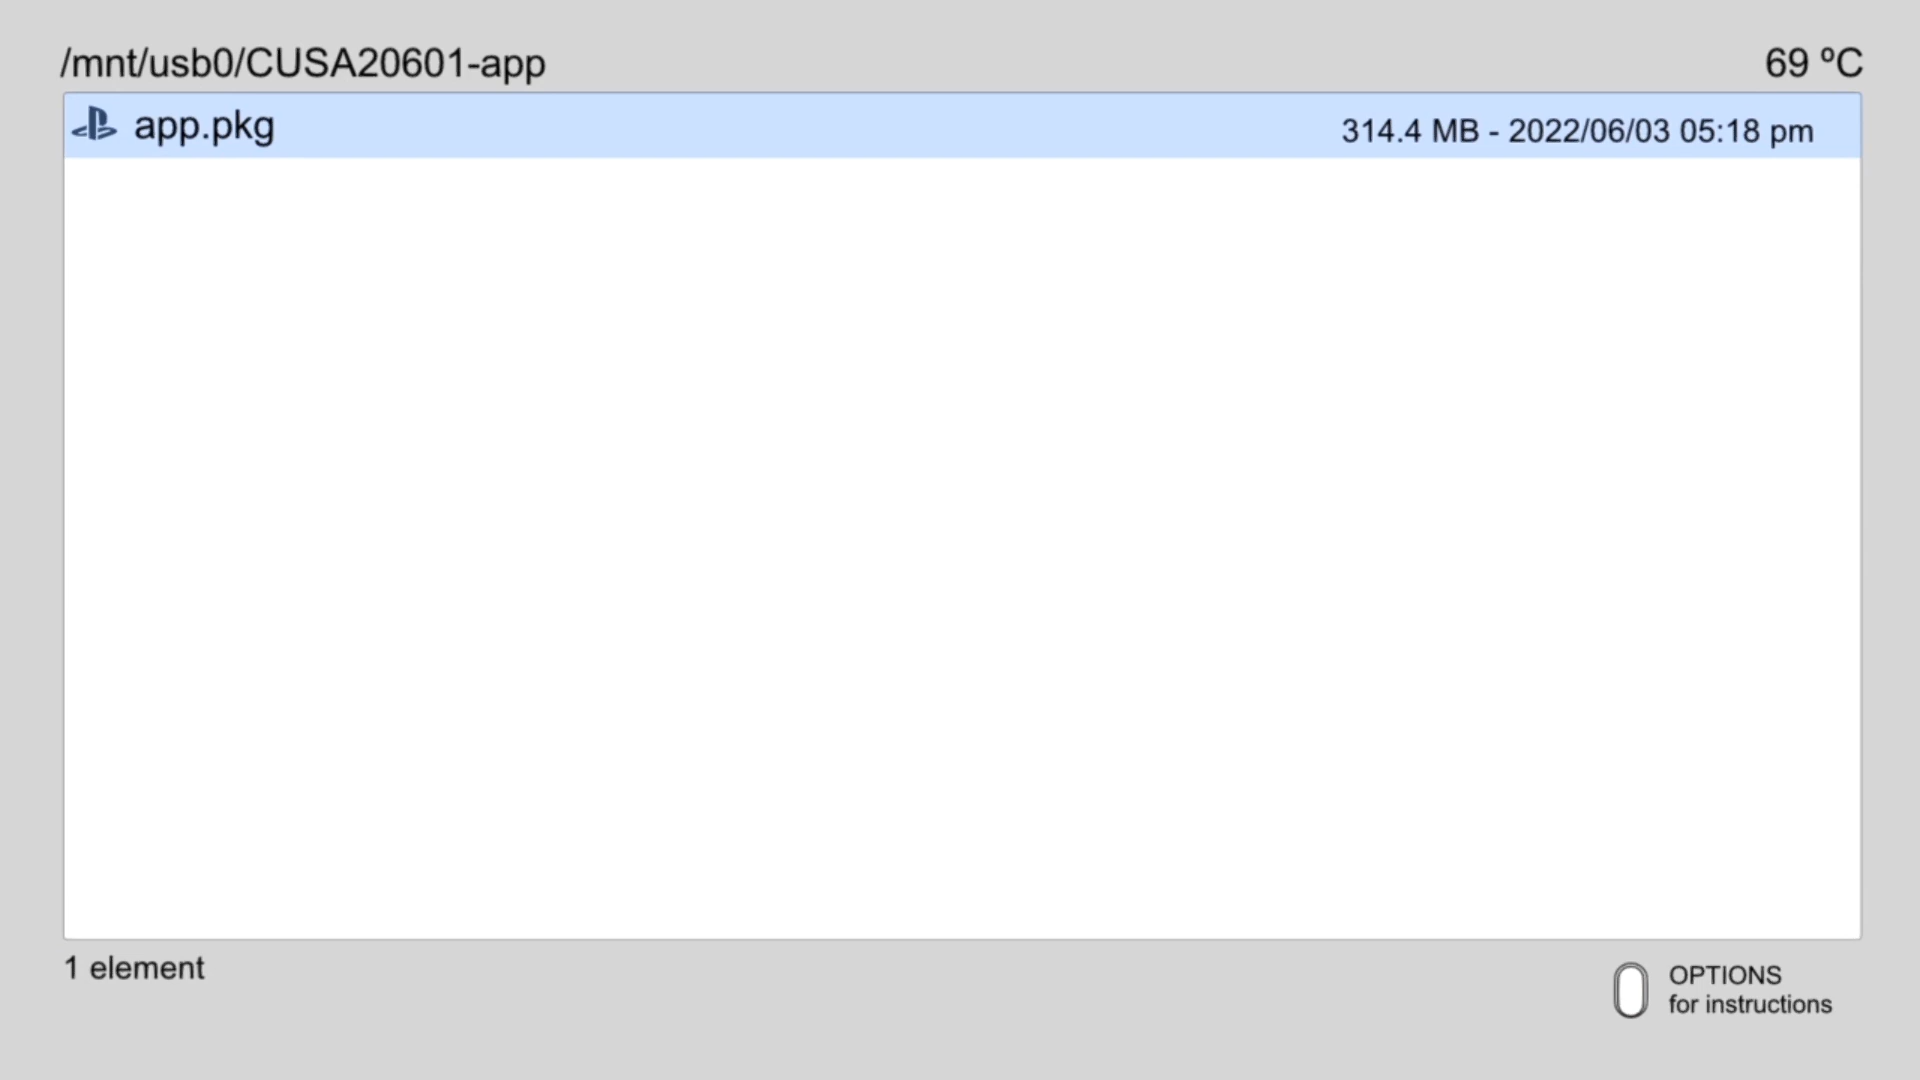 /mnt/usb0/CUSA20601-app
69 ºC
app.pkg
314.4 MB - 2022/06/03 05:18 pm
1 element
OPTIONS
for instructions